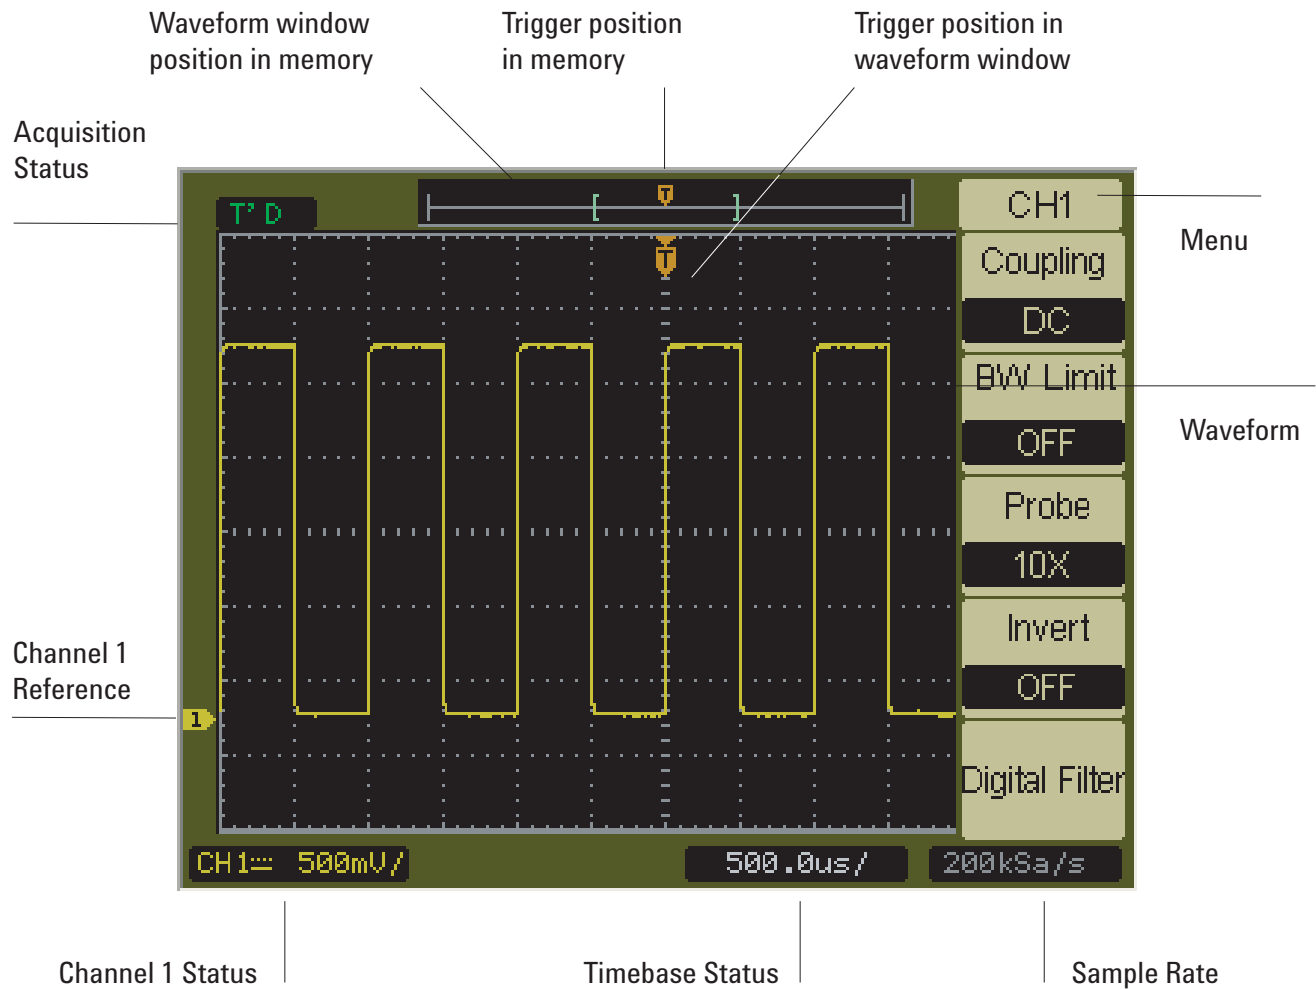 Waveform window
position in memory
Trigger position
in memory
Trigger position in
waveform window
Acquisition
Status
T
T' D
CH1
Menu
T
Coupling
DC
BW Limit
OFF
Waveform
Probe
10X
Invert
OFF
Channel 1
Reference
1
Digital Filter
CH1 500mV/
500.0us/
200kSa/s
Channel 1 Status
Timebase Status
Sample Rate